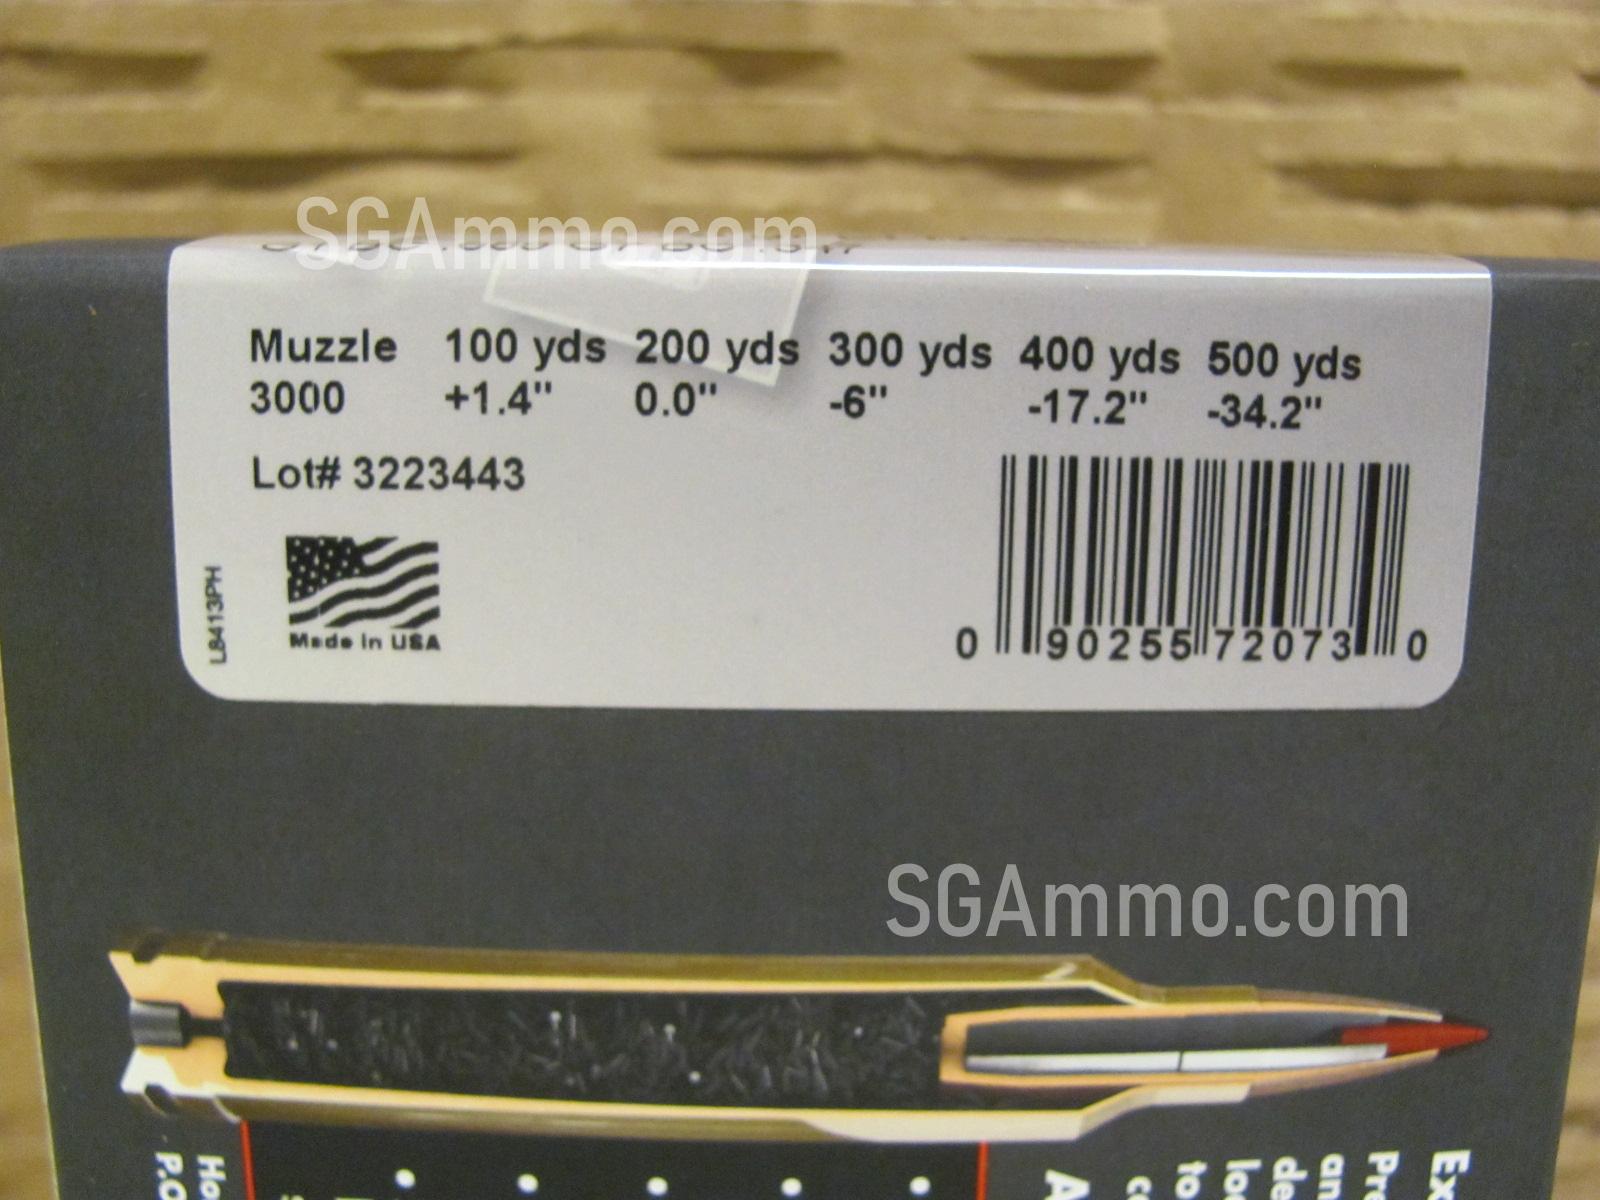 SGAmmo.com
Muzzle 100 yds 200 yds 300 yds 400 yds 500 yds
3000 +1.4" 0.0" -6" -17.2" -34.2"
Lot# 3223443
L8413PH
Made in USA
0 90255 72073 0
SGAmmo.com